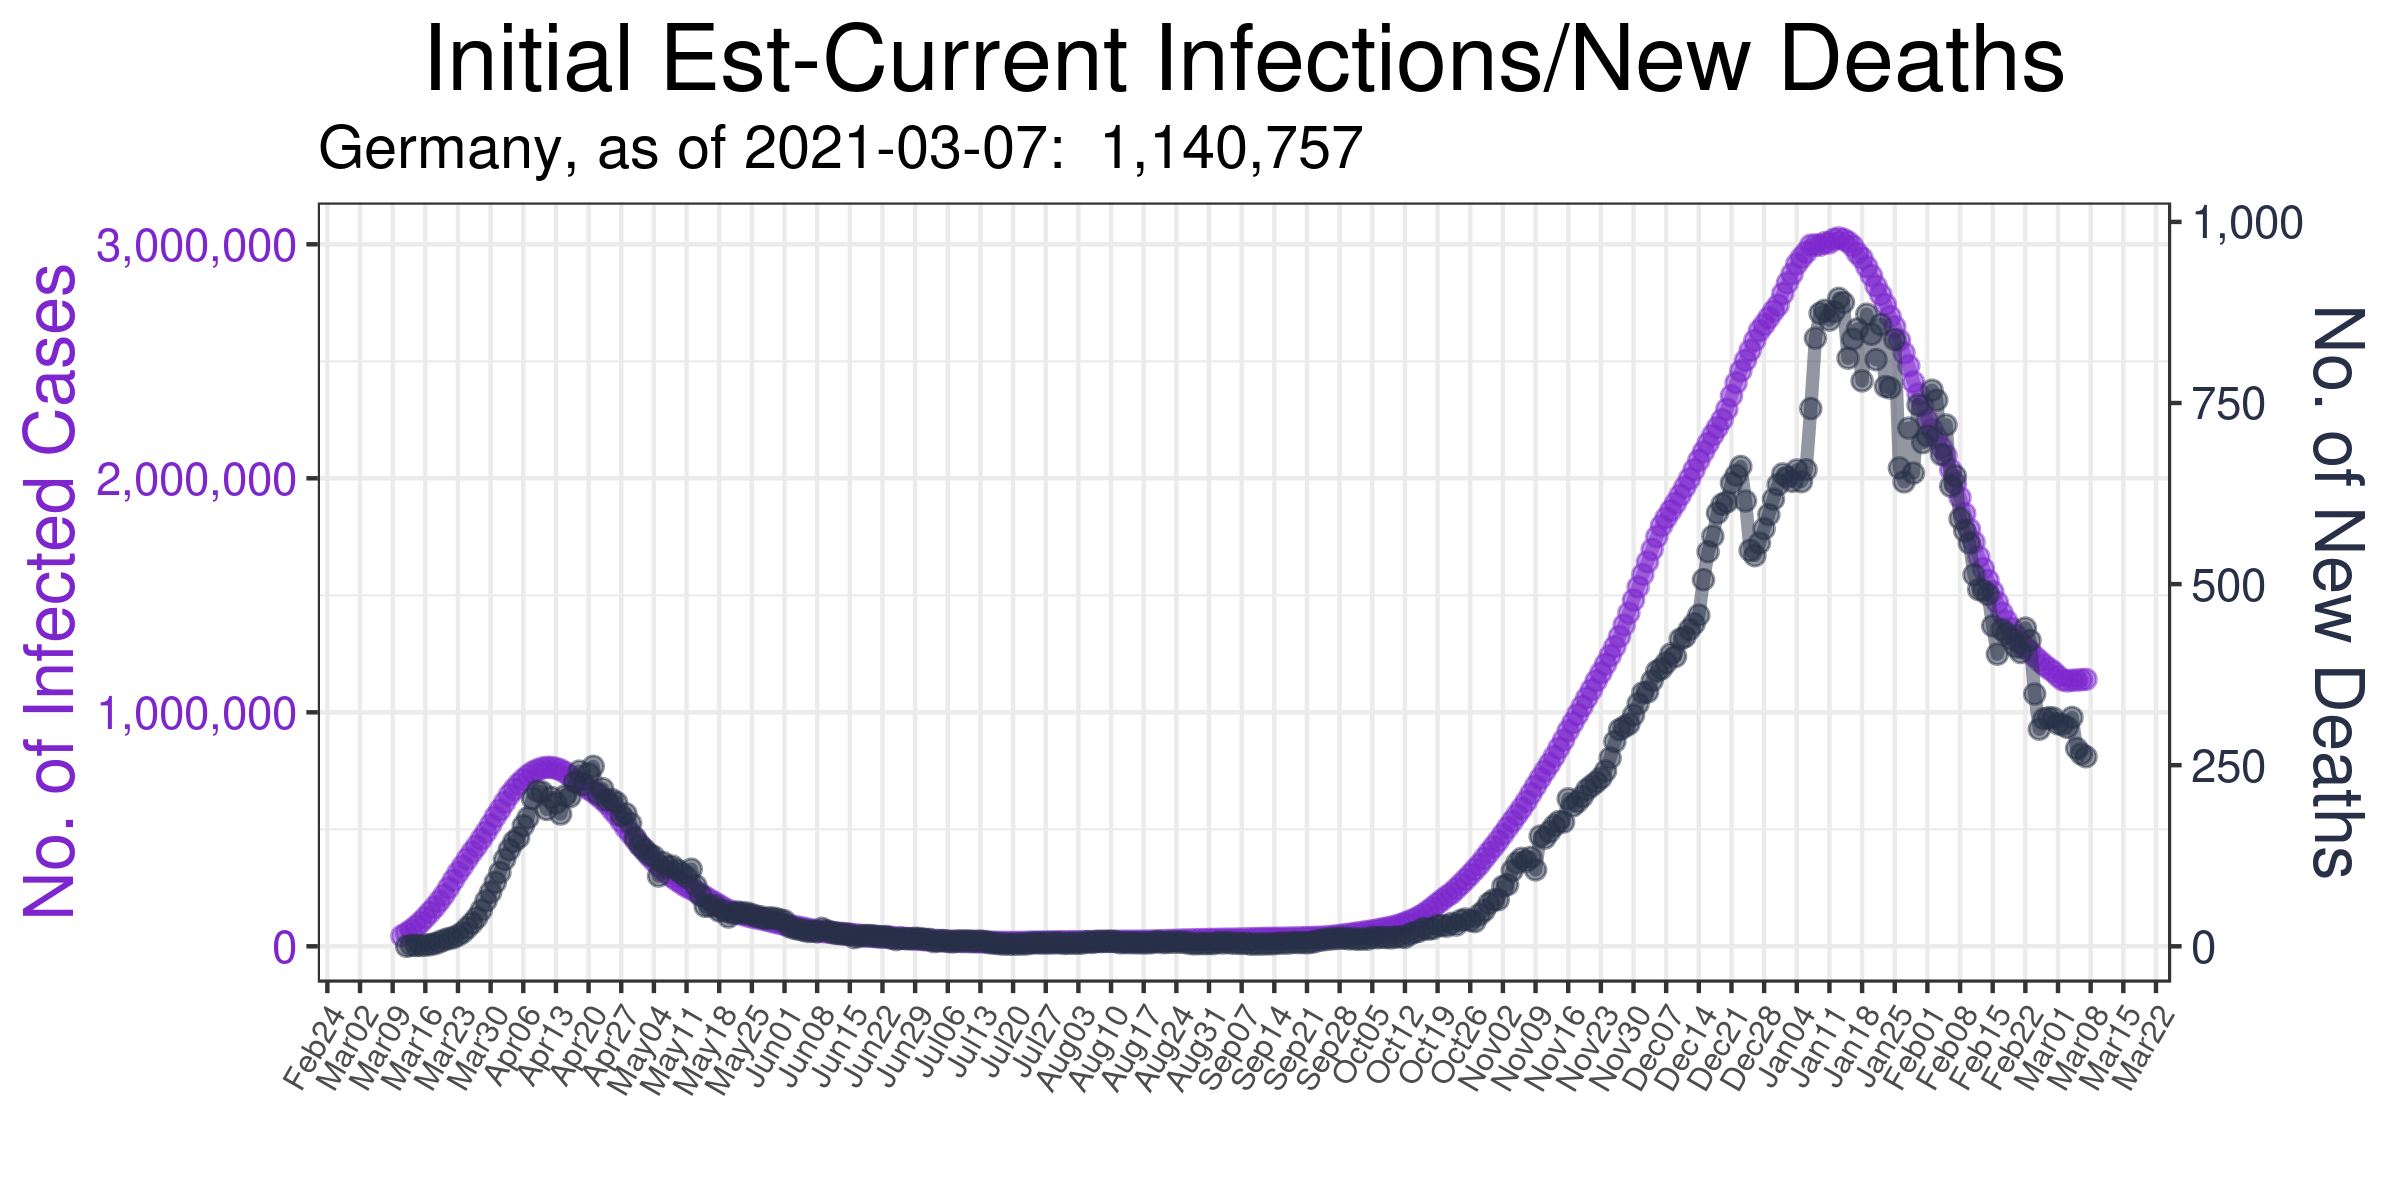 Initial Est-Current Infections/New Deaths
Germany, as of 2021-03-07:  1,140,757
No. of Infected Cases
3,000,000
2,000,000
1,000,000
0
1,000
750
500
250
0
No. of New Deaths
Feb24
Mar02
Mar09
Mar16
Mar23
Mar30
Apr06
Apr13
Apr20
Apr27
May04
May11
May18
May25
Jun01
Jun08
Jun15
Jun22
Jun29
Jul06
Jul13
Jul20
Jul27
Aug03
Aug10
Aug17
Aug24
Aug31
Sep07
Sep14
Sep21
Sep28
Oct05
Oct12
Oct19
Oct26
Nov02
Nov09
Nov16
Nov23
Nov30
Dec07
Dec14
Dec21
Dec28
Jan04
Jan11
Jan18
Jan25
Feb01
Feb08
Feb15
Feb22
Mar01
Mar08
Mar15
Mar22